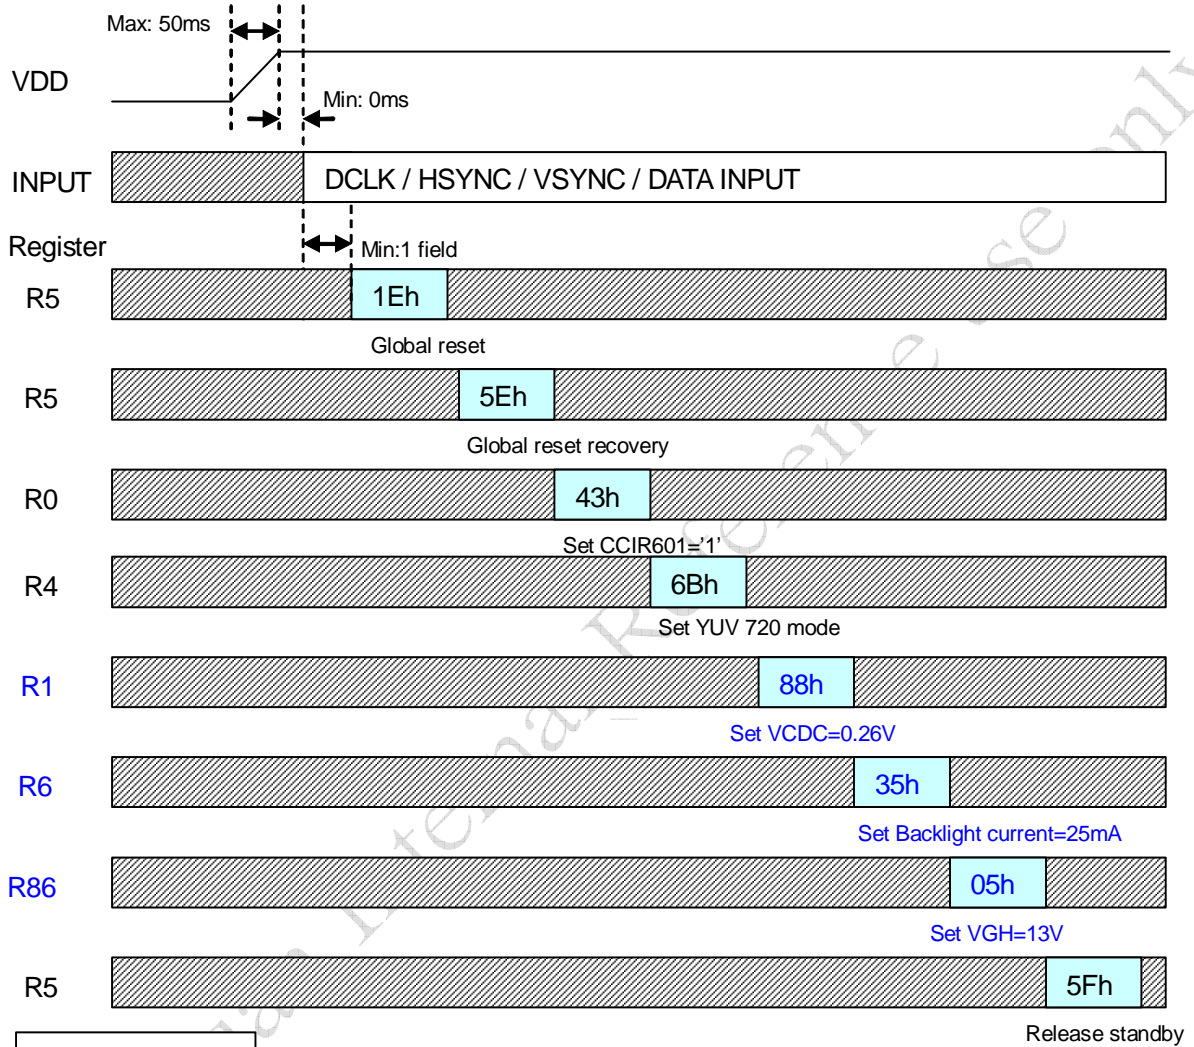 Max: 50ms
VDD
Min: 0ms
INPUT
DCLK / HSYNC / VSYNC / DATA INPUT
Register
Min:1 field
R5
1Eh
Global reset
R5
5Eh
Global reset recovery
R0
43h
Set CCIR601='1'
R4
6Bh
Set YUV 720 mode
R1
88h
Set VCDC=0.26V
R6
35h
Set Backlight current=25mA
R86
05h
Set VGH=13V
R5
5Fh
Release standby